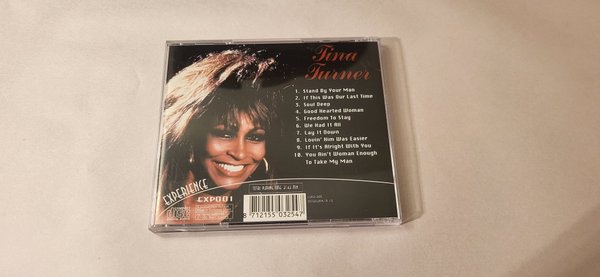 Tina
Turner
1. Stand By Your Man
2. If This Was Our Last Time
3. Soul Deep
4. Good Hearted Woman
5. Freedom To Stay
6. We Had It All
7. Lay It Down
8. Lovin' Him Was Easier
9. If It's Alright With You
10. You Ain't Woman Enough
To Take My Man
EXPERIENCE
EXP001
8 712155 032547